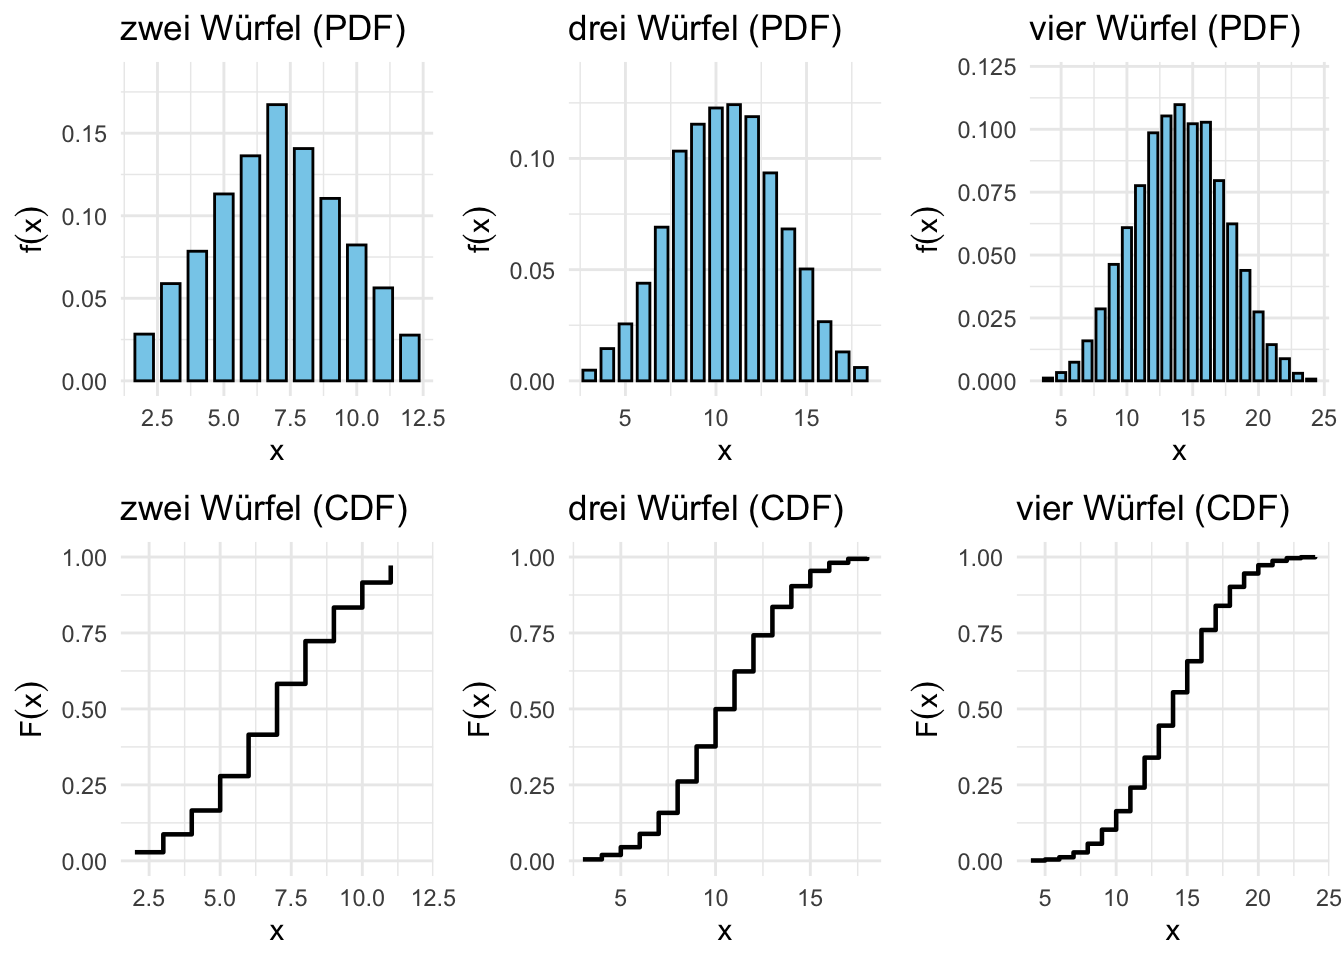 zwei Würfel (PDF)
f(x)
0.15
0.10
0.05
0.00
2.5 5.0 7.5 10.0 12.5
x
drei Würfel (PDF)
f(x)
0.10
0.05
0.00
5 10 15
x
vier Würfel (PDF)
f(x)
0.125
0.100
0.075
0.050
0.025
0.000
5 10 15 20 25
x
zwei Würfel (CDF)
F(x)
1.00
0.75
0.50
0.25
0.00
2.5 5.0 7.5 10.0 12.5
x
drei Würfel (CDF)
F(x)
1.00
0.75
0.50
0.25
0.00
5 10 15
x
vier Würfel (CDF)
F(x)
1.00
0.75
0.50
0.25
0.00
5 10 15 20 25
x